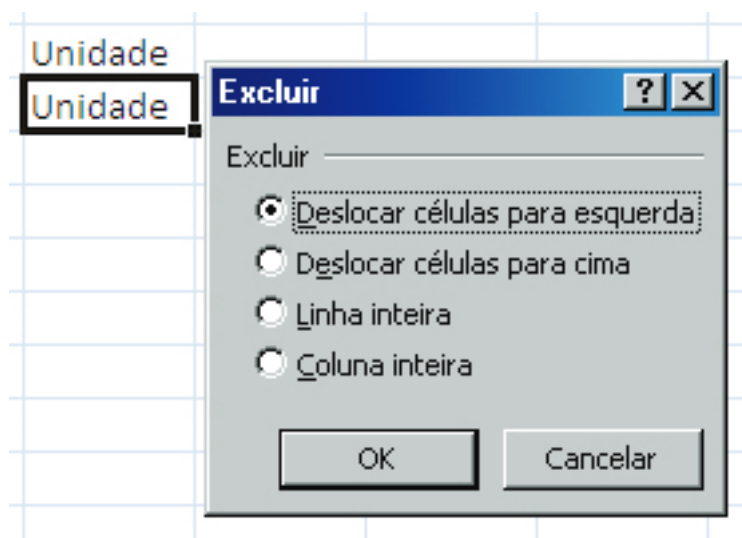 Unidade
Unidade
Excluir
Excluir
Deslocar células para esquerda
Deslocar células para cima
Linha inteira
Coluna inteira
OK
Cancelar